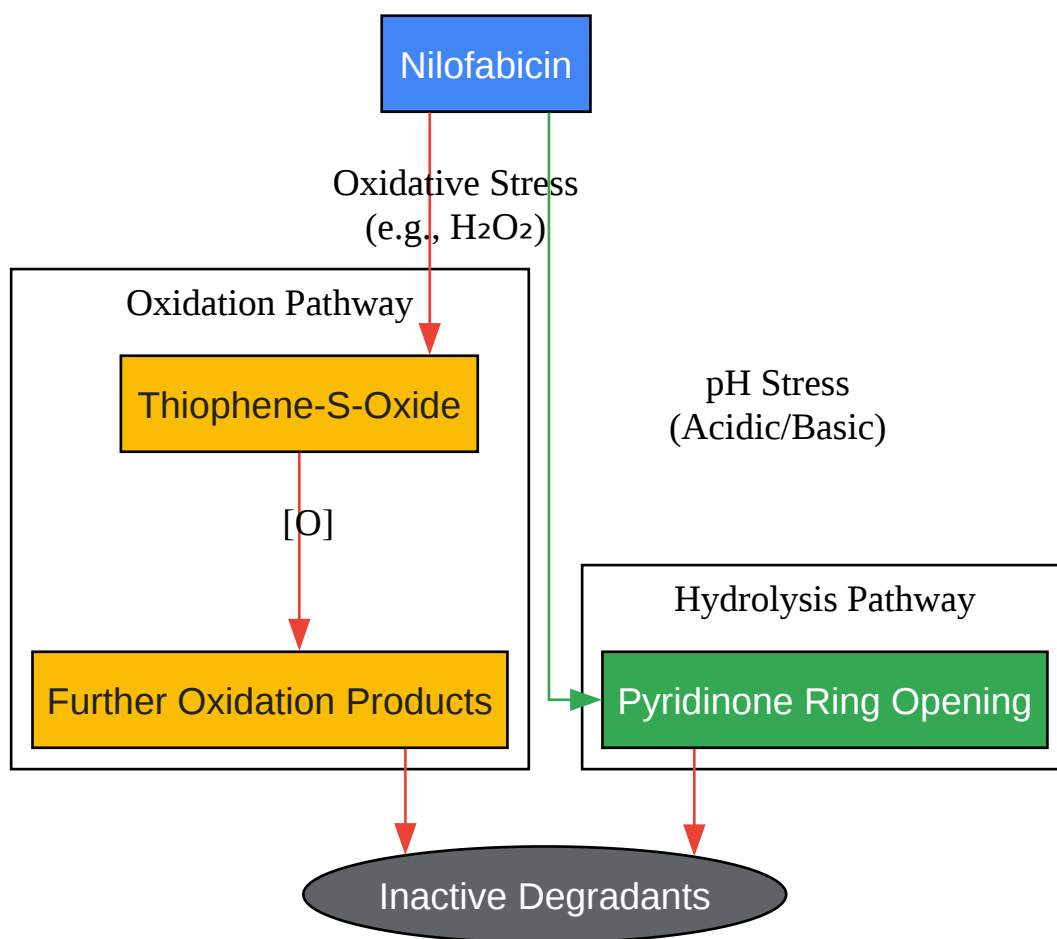 Nilofabicin
Oxidative Stress
(e.g., H₂O₂)
Oxidation Pathway
Thiophene-S-Oxide
pH Stress
(Acidic/Basic)
[O]
Hydrolysis Pathway
Further Oxidation Products
Pyridinone Ring Opening
Inactive Degradants